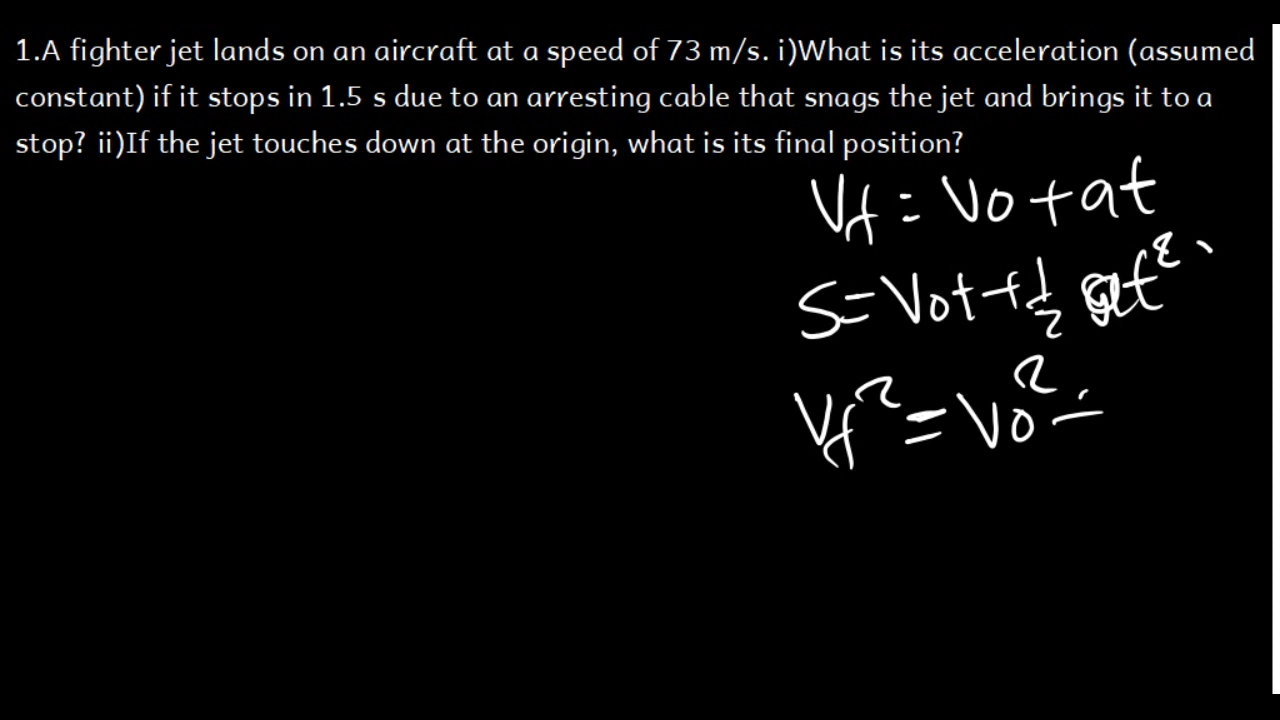 1.A fighter jet lands on an aircraft at a speed of 73 m/s. i)What is its acceleration (assumed
constant) if it stops in 1.5 s due to an arresting cable that snags the jet and brings it to a
stop? ii)If the jet touches down at the origin, what is its final position?
Vf = Vo + at
S = Vot + 1/2 at²
Vf² = Vo²